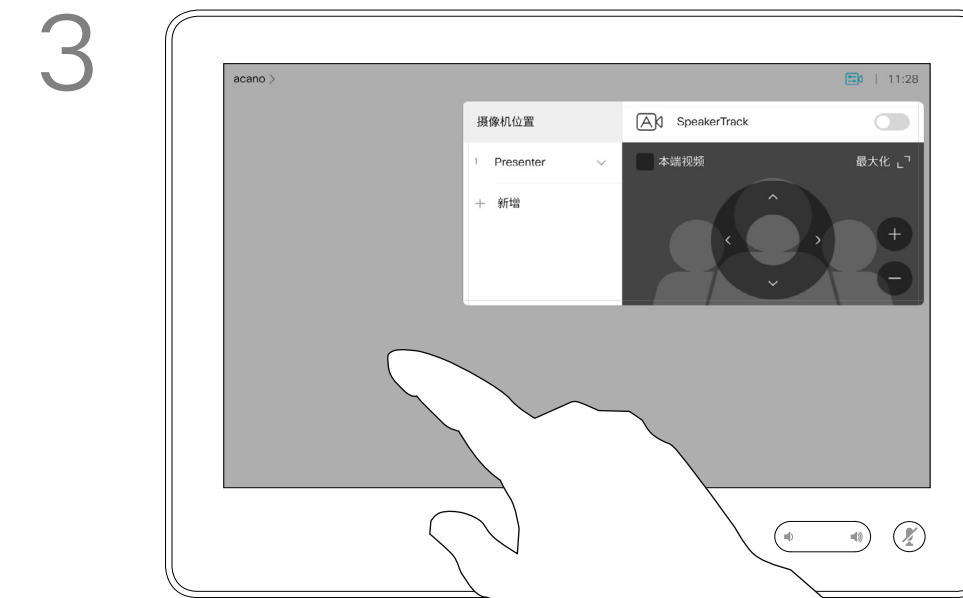 3
acano >
| 11:28
摄像机位置
SpeakerTrack
1 Presenter
本端视频
最大化
+ 新增